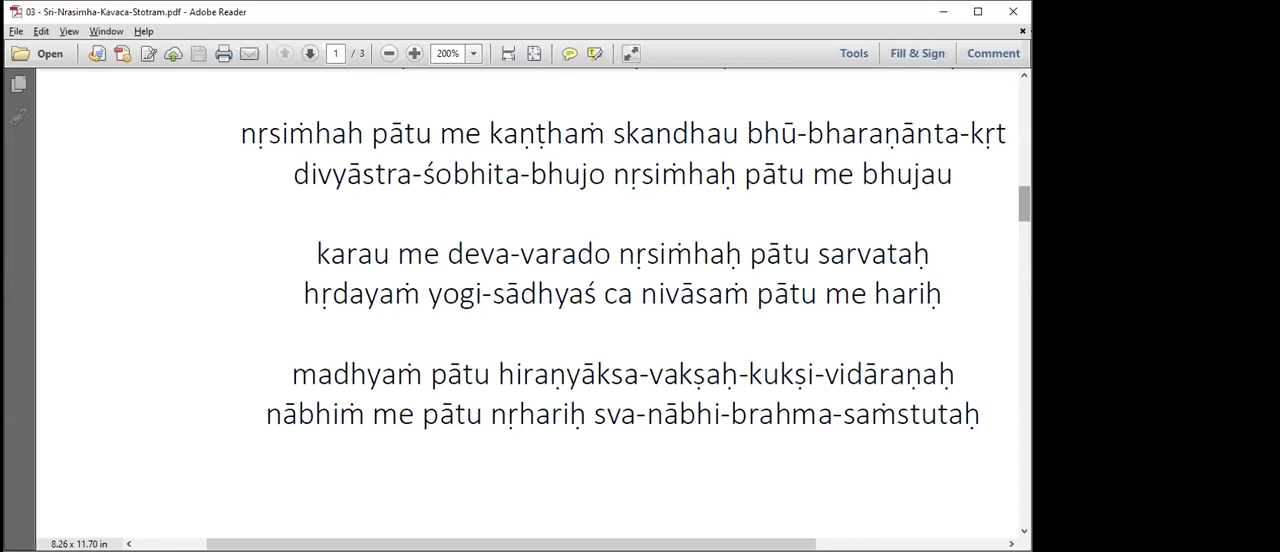 03 - Sri-Nrasimha-Kavaca-Stotram.pdf - Adobe Reader
File Edit View Window Help
Open 1 / 3 200% Tools Fill & Sign Comment
nṛsiṁhah pātu me kaṇṭhaṁ skandhau bhū-bharaṇānta-kṛt
divyāstra-śobhita-bhujo nṛsiṁhaḥ pātu me bhujau
karau me deva-varado nṛsiṁhaḥ pātu sarvataḥ
hṛdayaṁ yogi-sādhyaś ca nivāsaṁ pātu me hariḥ
madhyaṁ pātu hiraṇyāksa-vakṣaḥ-kukṣi-vidāraṇaḥ
nābhiṁ me pātu nṛhariḥ sva-nābhi-brahma-saṁstutaḥ
8.26 x 11.70 in